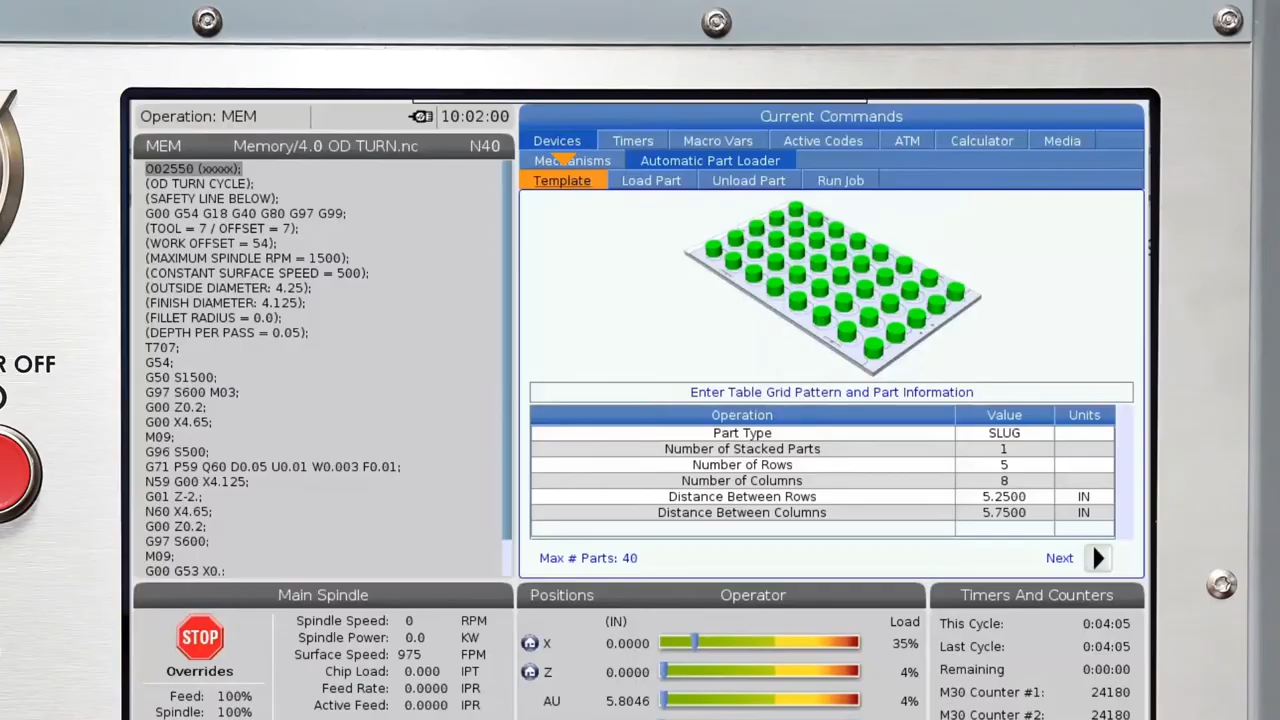 Operation: MEM
10:02:00
MEM Memory/4.0 OD TURN.nc N40
O02550 (xxxxx);
(OD TURN CYCLE);
(SAFETY LINE BELOW);
G00 G54 G18 G40 G80 G97 G99;
(TOOL = 7 / OFFSET = 7);
(WORK OFFSET = 54);
(MAXIMUM SPINDLE RPM = 1500);
(CONSTANT SURFACE SPEED = 500);
(OUTSIDE DIAMETER: 4.25);
(FINISH DIAMETER: 4.125);
(FILLET RADIUS = 0.0);
(DEPTH PER PASS = 0.05);
T707;
G54;
G50 S1500;
G97 S600 M03;
G00 Z0.2;
G00 X4.65;
M09;
G96 S500;
G71 P59 Q60 D0.05 U0.01 W0.003 F0.01;
N59 G00 X4.125;
G01 Z-2.;
N60 X4.65;
G00 Z0.2;
G97 S600;
M09;
G00 G53 X0.;
Current Commands
Devices Timers Macro Vars Active Codes ATM Calculator Media
Mechanisms Automatic Part Loader
Template Load Part Unload Part Run Job
Enter Table Grid Pattern and Part Information
Operation Value Units
Part Type SLUG
Number of Stacked Parts 1
Number of Rows 5
Number of Columns 8
Distance Between Rows 5.2500 IN
Distance Between Columns 5.7500 IN
Max # Parts: 40
Next
R OFF
Main Spindle
STOP
Overrides
Feed: 100%
Spindle: 100%
Spindle Speed: 0 RPM
Spindle Power: 0.0 KW
Surface Speed: 975 FPM
Chip Load: 0.000 IPT
Feed Rate: 0.0000 IPR
Active Feed: 0.0000 IPR
Positions Operator
(IN) Load
X 0.0000 35%
Z 0.0000 4%
AU 5.8046 4%
Timers And Counters
This Cycle: 0:04:05
Last Cycle: 0:04:05
Remaining 0:00:00
M30 Counter #1: 24180
M30 Counter #2: 24180